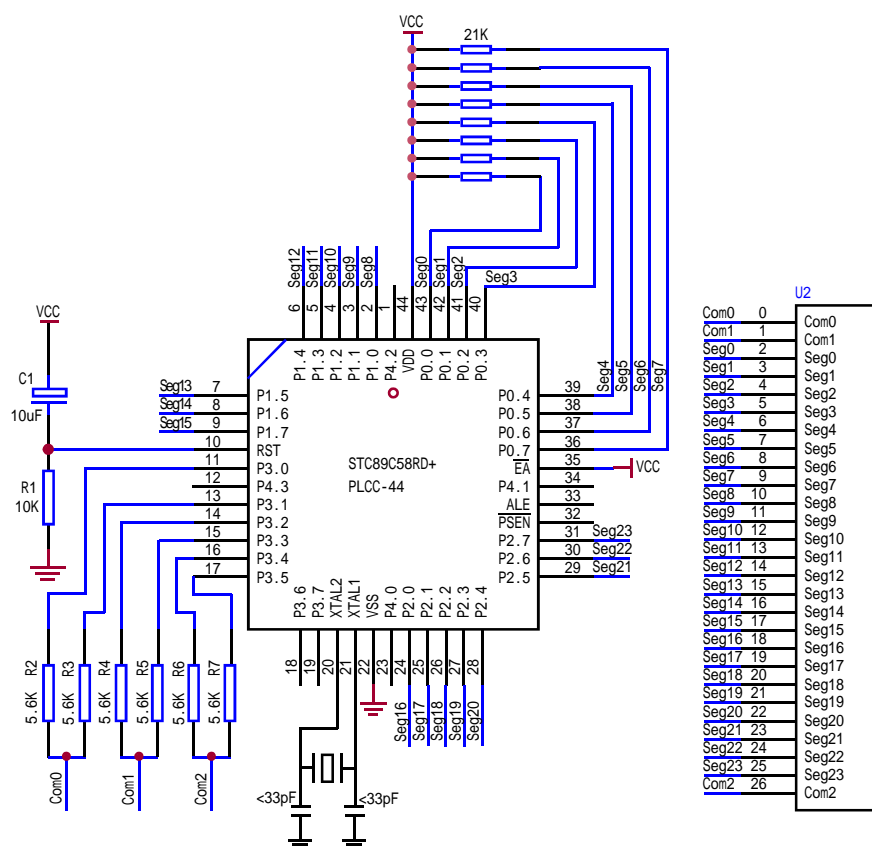 VCC
21K
Seg12
Seg11
Seg10
Seg9
Seg8
Seg0
Seg1
Seg2
Seg3
6
5
4
3
2
1
44
43
42
41
40
P1.4
P1.3
P1.2
P1.1
P1.0
P4.2
VDD
P0.0
P0.1
P0.2
P0.3
Seg4
Seg5
Seg6
Seg7
VCC
C1
10uF
R1
10K
Seg13 7 P1.5
Seg14 8 P1.6
Seg15 9 P1.7
10 RST
11 P3.0
12 P4.3
13 P3.1
14 P3.2
15 P3.3
16 P3.4
17 P3.5
STC89C58RD+
PLCC-44
P0.4 39
P0.5 38
P0.6 37
P0.7 36
EA 35 VCC
P4.1 34
ALE 33
PSEN 32
P2.7 31 Seg23
P2.6 30 Seg22
P2.5 29 Seg21
P3.6
P3.7
XTAL2
XTAL1
VSS
P4.0
P2.0
P2.1
P2.2
P2.3
P2.4
18
19
20
21
22
23
24
25
26
27
28
Seg16
Seg17
Seg18
Seg19
Seg20
5.6K R2
5.6K R3
5.6K R4
5.6K R5
5.6K R6
5.6K R7
Com0
Com1
Com2
<33pF
<33pF
U2
Com0 0 Com0
Com1 1 Com1
Seg0 2 Seg0
Seg1 3 Seg1
Seg2 4 Seg2
Seg3 5 Seg3
Seg4 6 Seg4
Seg5 7 Seg5
Seg6 8 Seg6
Seg7 9 Seg7
Seg8 10 Seg8
Seg9 11 Seg9
Seg10 12 Seg10
Seg11 13 Seg11
Seg12 14 Seg12
Seg13 15 Seg13
Seg14 16 Seg14
Seg15 17 Seg15
Seg16 18 Seg16
Seg17 19 Seg17
Seg18 20 Seg18
Seg19 21 Seg19
Seg20 22 Seg20
Seg21 23 Seg21
Seg22 24 Seg22
Seg23 25 Seg23
Com2 26 Com2